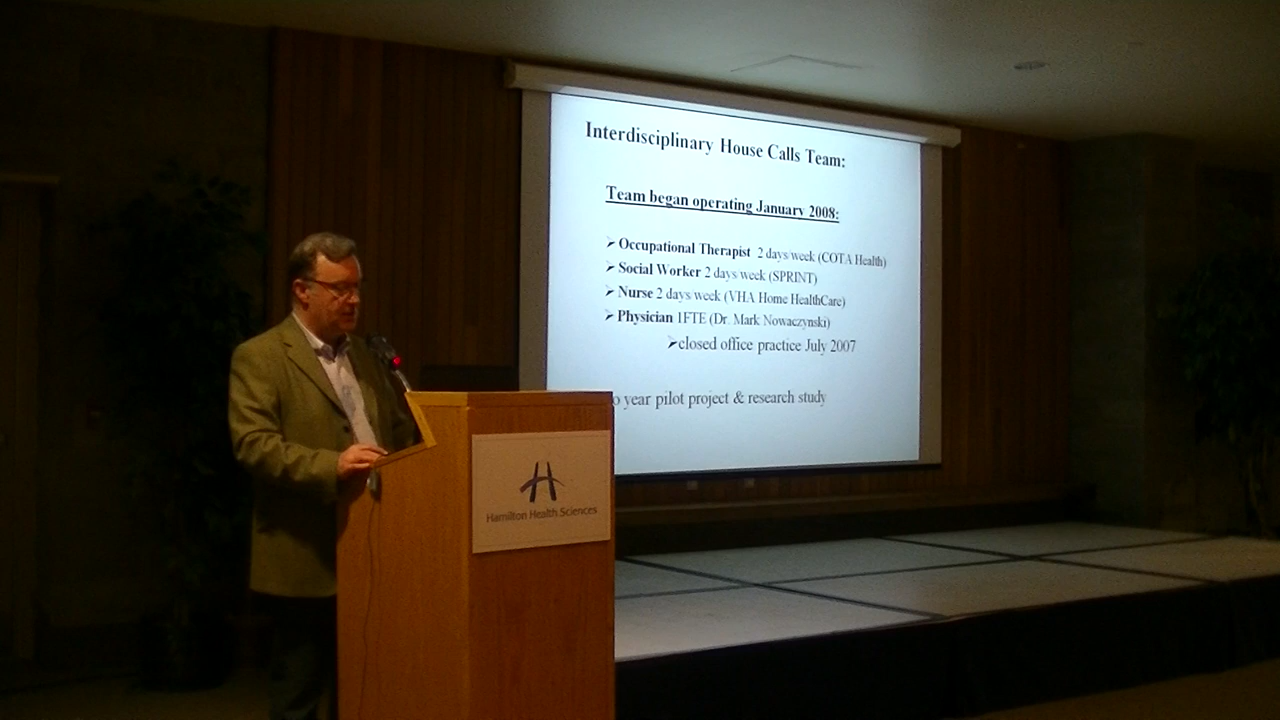 Interdisciplinary House Calls Team:
Team began operating January 2008:
➤ Occupational Therapist 2 days/week (COTA Health)
➤ Social Worker 2 days/week (SPRINT)
➤ Nurse 2 days/week (VHA Home HealthCare)
➤ Physician 1FTE (Dr. Mark Nowaczynski)
➤closed office practice July 2007
year pilot project & research study
Hamilton Health Sciences